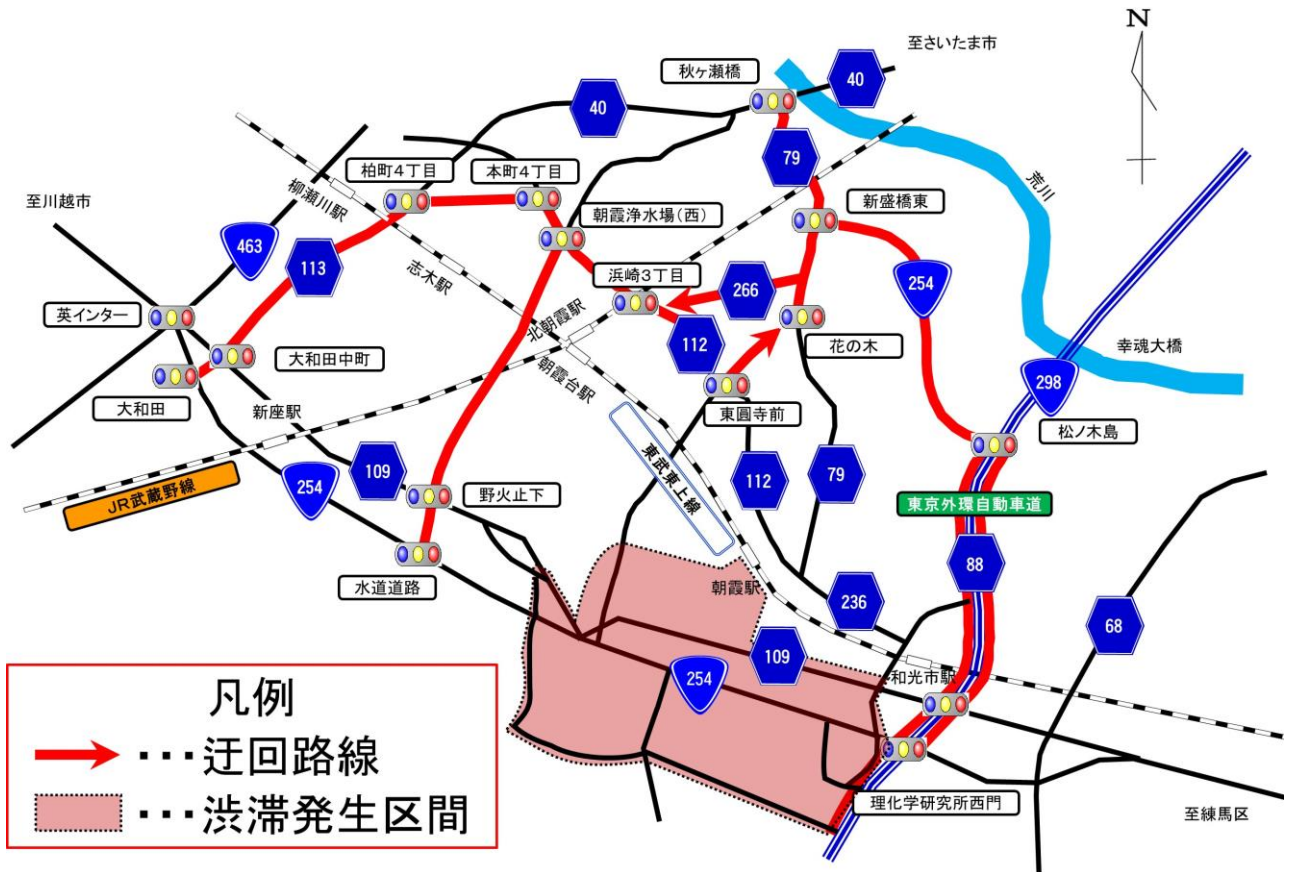 N
至さいたま市
秋ヶ瀬橋
40
40
79
荒川
柏町4丁目
本町4丁目
柳瀬川駅
至川越市
新盛橋東
朝霞浄水場(西)
463
113
志木駅
浜崎3丁目
266
254
英インター
北朝霞駅
112
花の木
幸魂大橋
大和田中町
朝霞台駅
298
大和田
新座駅
東圓寺前
松ノ木島
東武東上線
109
254
JR武蔵野線
野火止下
112
79
東京外環自動車道
水道道路
88
朝霞駅
236
68
109
254
和光市駅
理化学研究所西門
至練馬区
凡例
・・・迂回路線
・・・渋滞発生区間